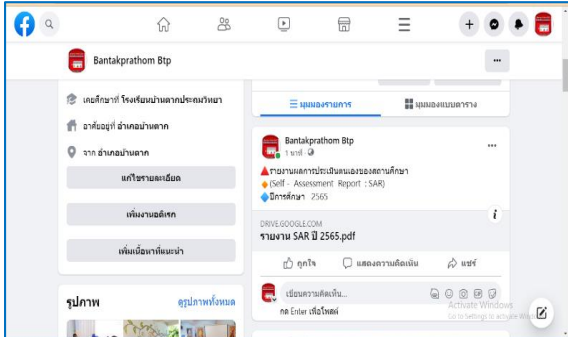 Bantakprathom Btp
เคยศึกษาที่ โรงเรียนบ้านตากประถมวิทยา
อาศัยอยู่ที่ อำเภอบ้านตาก
จาก อำเภอบ้านตาก
แก้ไขรายละเอียด
เพิ่มงานอดิเรก
เพิ่มเนื้อหาที่แนะนำ
รูปภาพ
ดูรูปภาพทั้งหมด
มุมมองรายการ
มุมมองแบบตาราง
Bantakprathom Btp
1 นาที
รายงานผลการประเมินตนเองของสถานศึกษา
(Self - Assessment Report : SAR)
ปีการศึกษา 2565
DRIVE.GOOGLE.COM
รายงาน SAR ปี 2565.pdf
ถูกใจ
แสดงความคิดเห็น
แชร์
เขียนความคิดเห็น...
กด Enter เพื่อโพสต์
Activate Windows
Go to Settings to activate Win